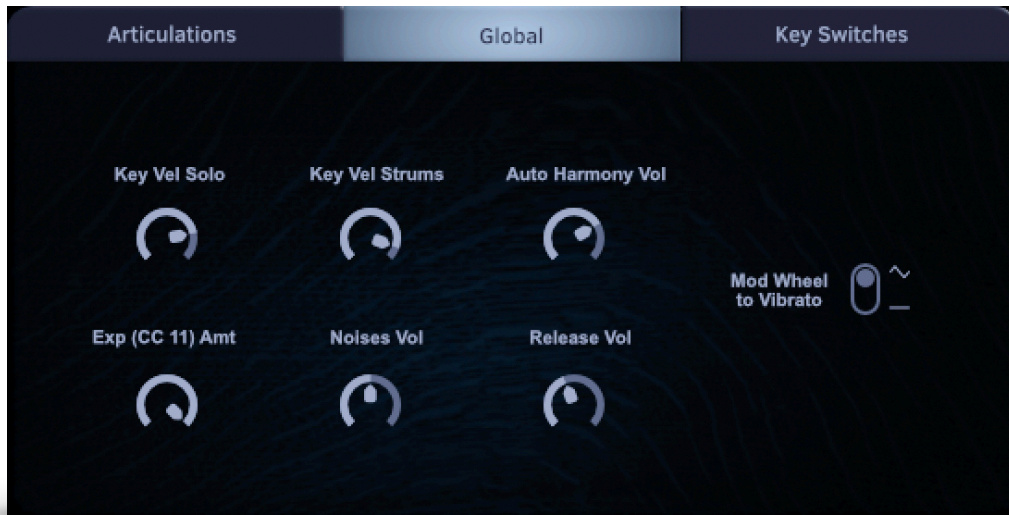 Articulations
Global
Key Switches
Key Vel Solo
Key Vel Strums
Auto Harmony Vol
Mod Wheel
to Vibrato
Exp (CC 11) Amt
Noises Vol
Release Vol